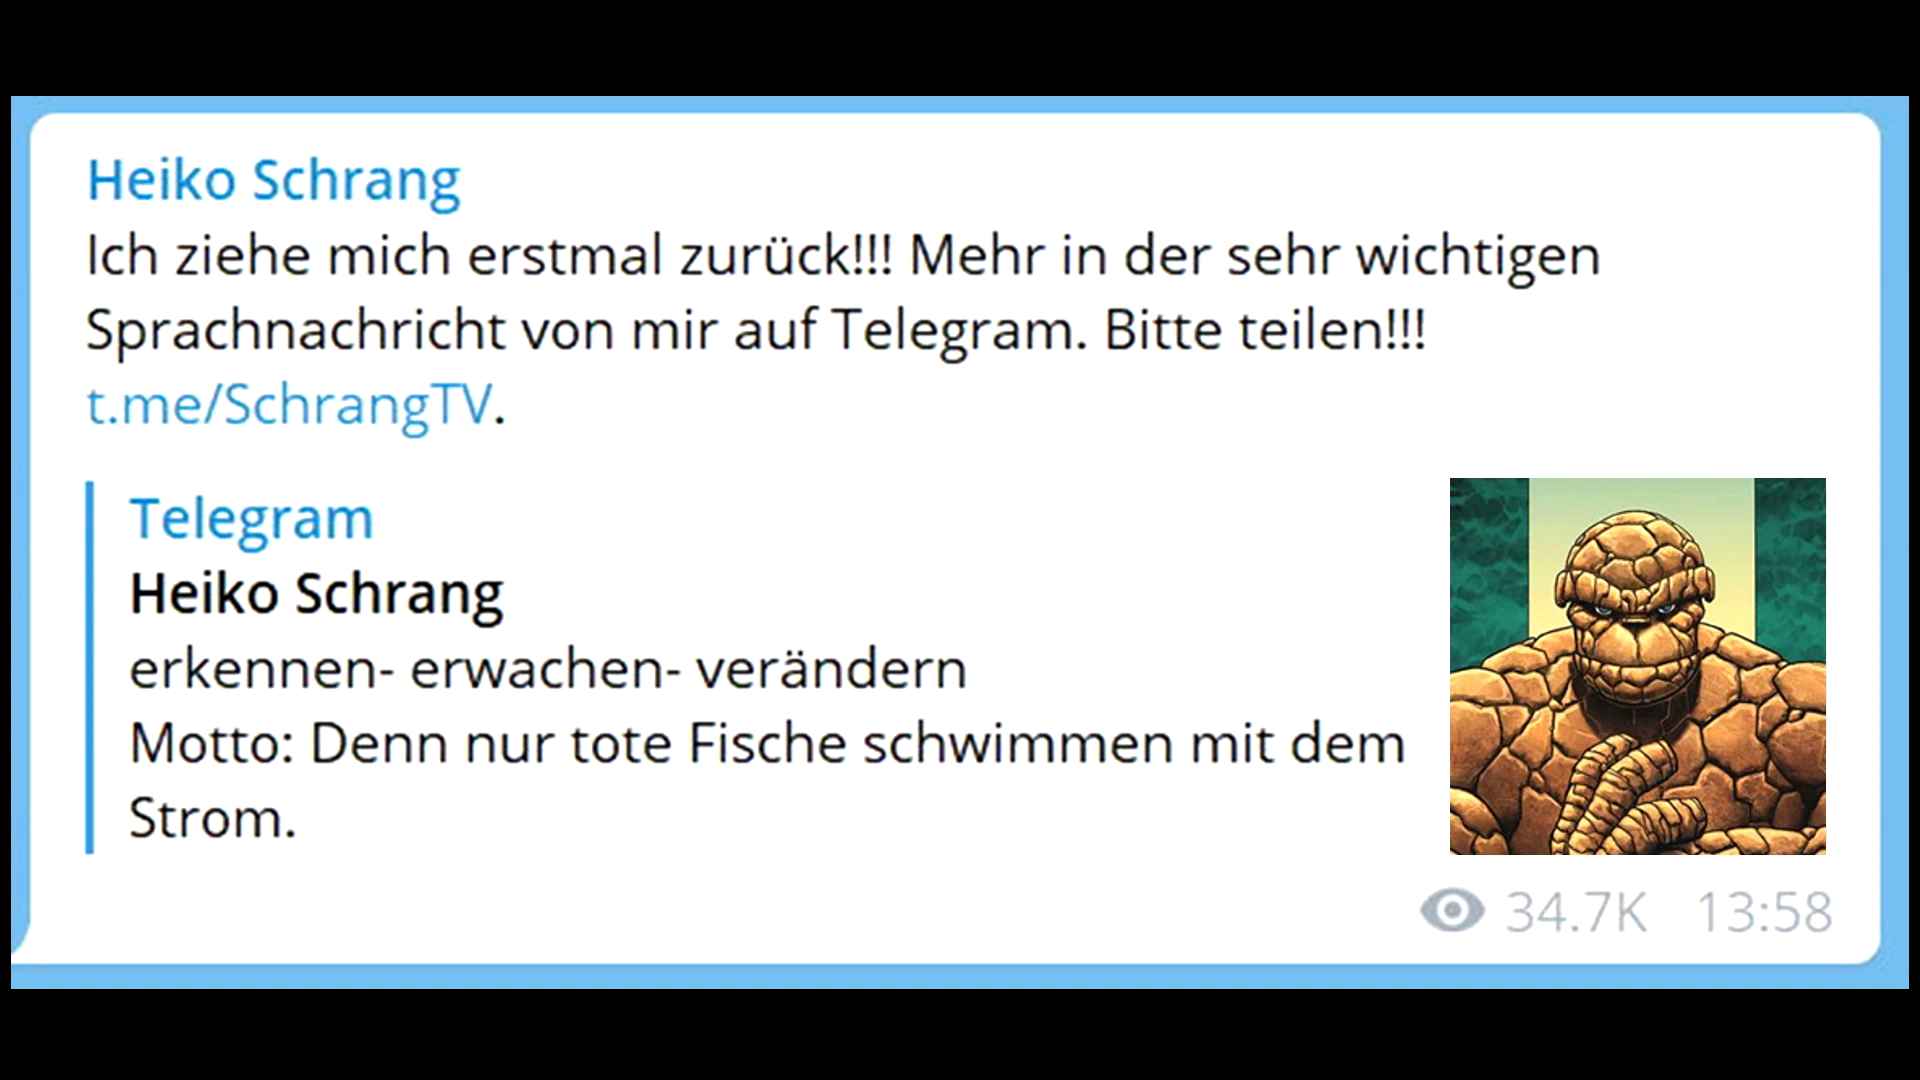 Heiko Schrang
Ich ziehe mich erstmal zurück!!! Mehr in der sehr wichtigen
Sprachnachricht von mir auf Telegram. Bitte teilen!!!
t.me/SchrangTV.
Telegram
Heiko Schrang
erkennen- erwachen- verändern
Motto: Denn nur tote Fische schwimmen mit dem
Strom.
34.7K 13:58